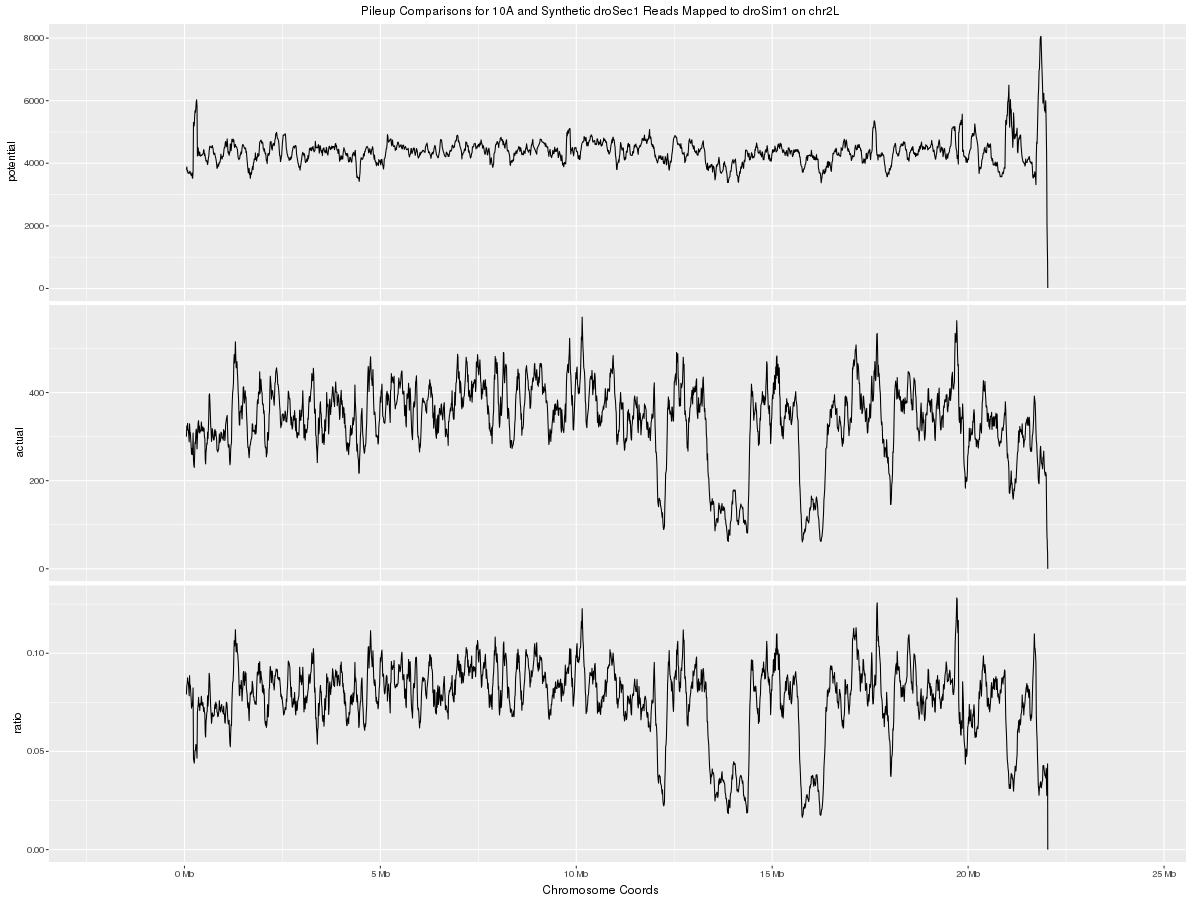 Pileup Comparisons for 10A and Synthetic droSec1 Reads Mapped to droSim1 on chr2L
8000
6000
4000
2000
0
potential
400
200
0
actual
0.10
0.05
0.00
ratio
0 Mb 5 Mb 10 Mb 15 Mb 20 Mb 25 Mb
Chromosome Coords